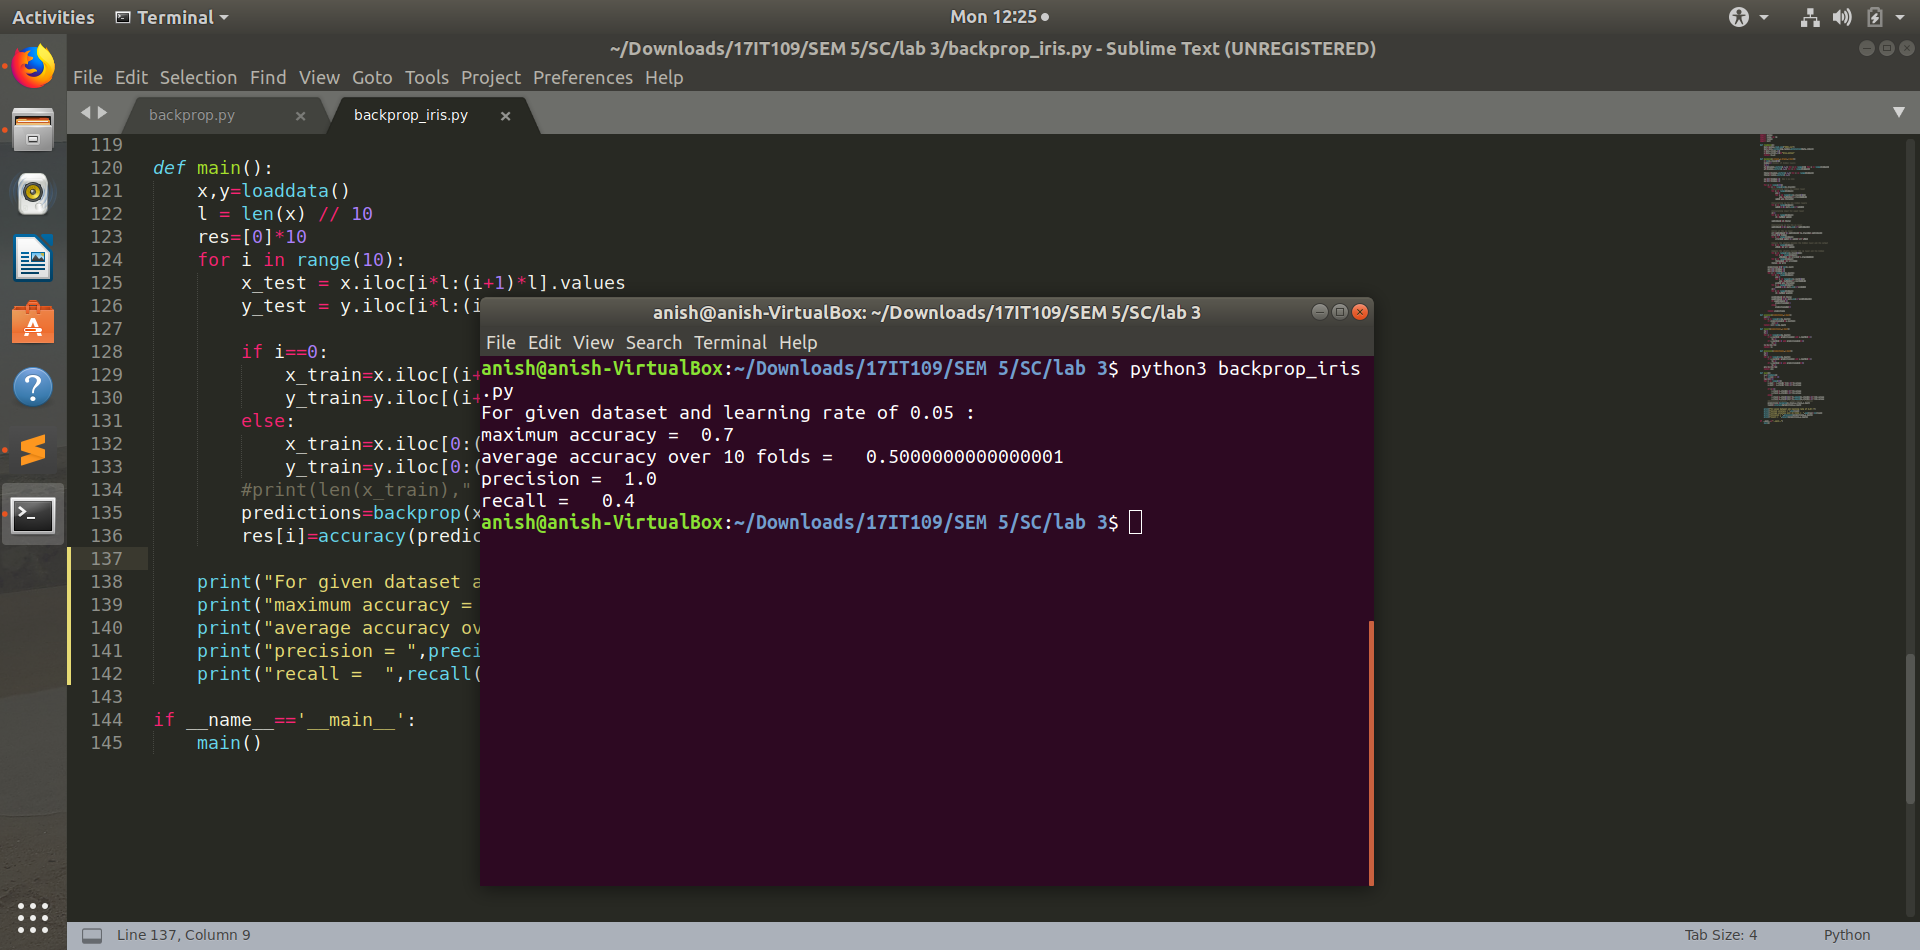 Activities
Terminal
Mon 12:25
~/Downloads/17IT109/SEM 5/SC/lab 3/backprop_iris.py - Sublime Text (UNREGISTERED)
File Edit Selection Find View Goto Tools Project Preferences Help
backprop.py
backprop_iris.py
119
120 def main():
121 x,y=loaddata()
122 l = len(x) // 10
123 res=[0]*10
124 for i in range(10):
125 x_test = x.iloc[i*l:(i+1)*l].values
126 y_test = y.iloc[i*l:(i
127
128 if i==0:
129 x_train=x.iloc[(i+
130 y_train=y.iloc[(i+
131 else:
132 x_train=x.iloc[0:(
133 y_train=y.iloc[0:(
134 #print(len(x_train),"
135 predictions=backprop(x
136 res[i]=accuracy(predic
137
138 print("For given dataset a
139 print("maximum accuracy =
140 print("average accuracy ov
141 print("precision = ",preci
142 print("recall =  ",recall(
143
144 if __name__=='__main__':
145 main()
anish@anish-VirtualBox: ~/Downloads/17IT109/SEM 5/SC/lab 3
File Edit View Search Terminal Help
anish@anish-VirtualBox:~/Downloads/17IT109/SEM 5/SC/lab 3$ python3 backprop_iris
.py
For given dataset and learning rate of 0.05 :
maximum accuracy =  0.7
average accuracy over 10 folds =   0.5000000000000001
precision =  1.0
recall =   0.4
anish@anish-VirtualBox:~/Downloads/17IT109/SEM 5/SC/lab 3$
Line 137, Column 9
Tab Size: 4
Python